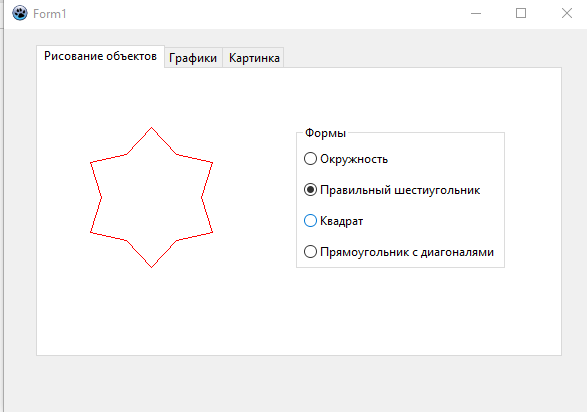 Form1
Рисование объектов Графики Картинка
Формы
Окружность
Правильный шестиугольник
Квадрат
Прямоугольник с диагоналями